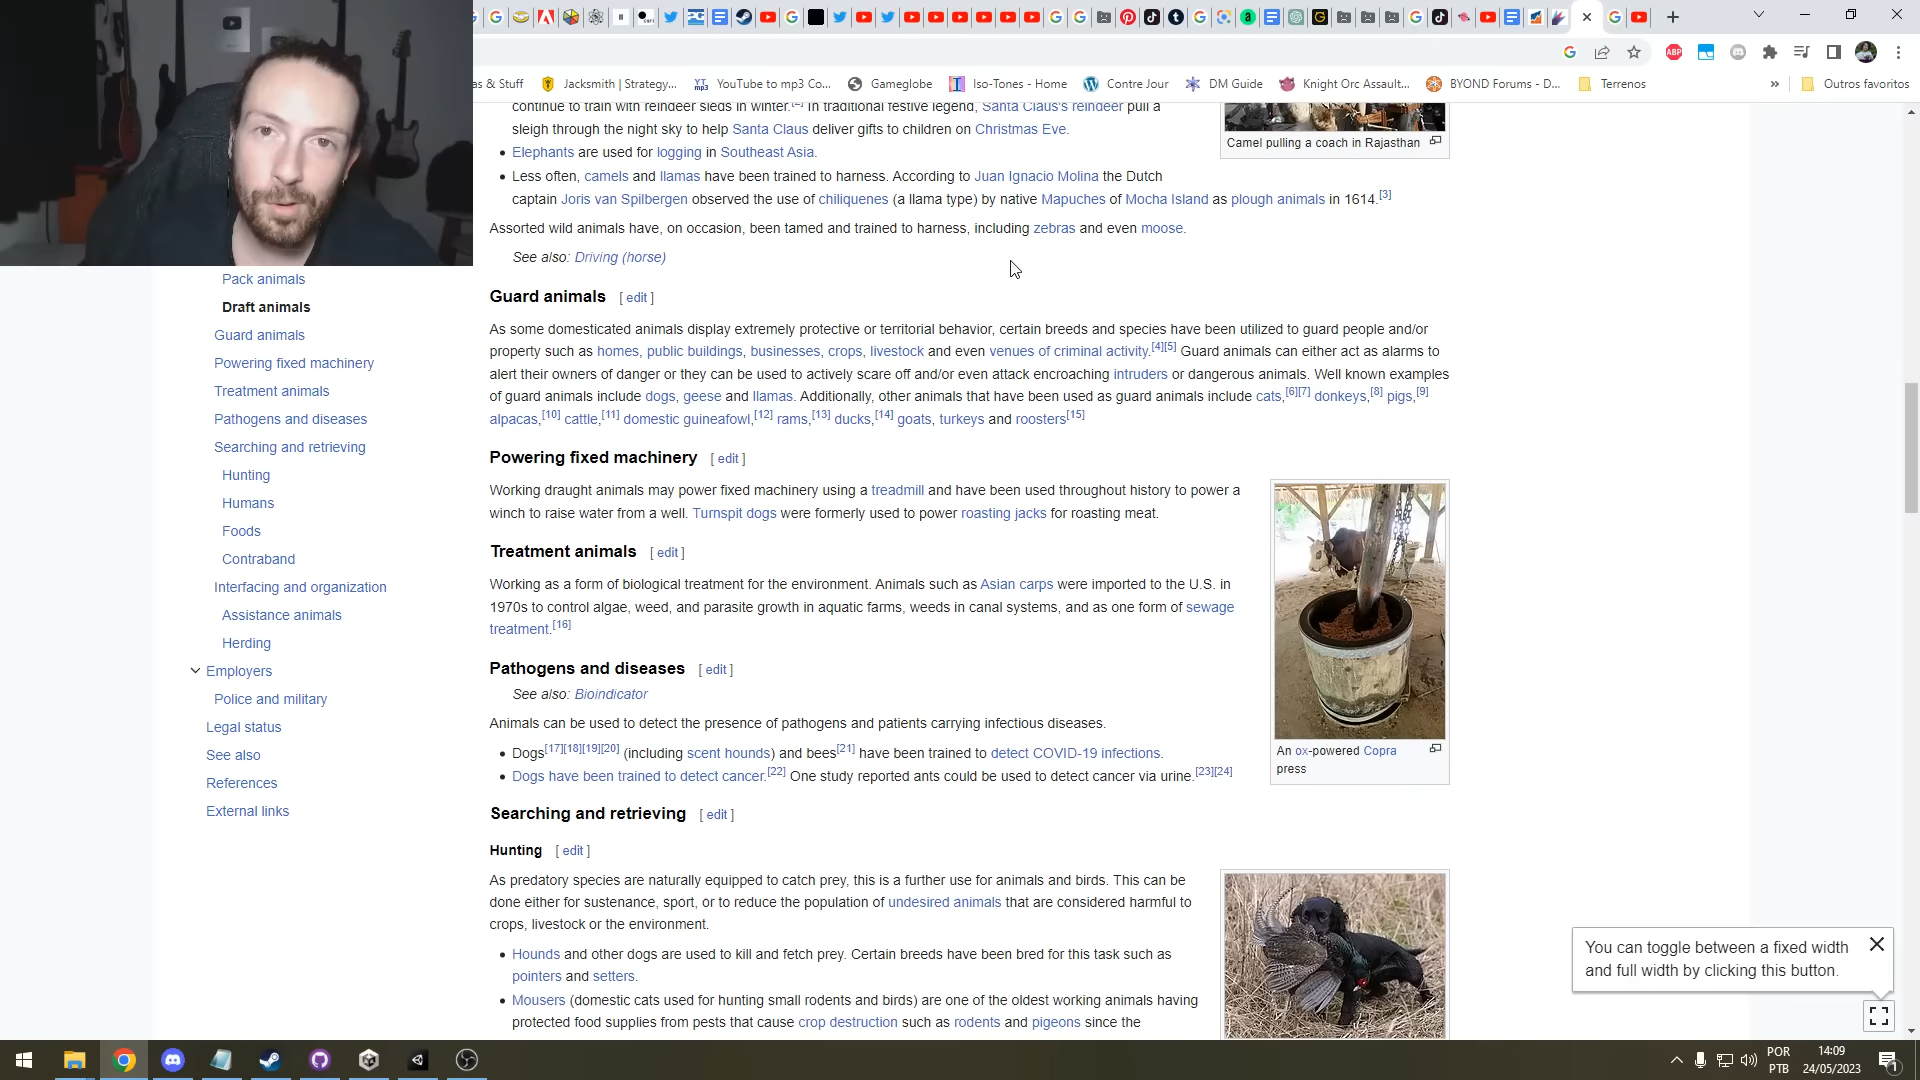 as & Stuff
Jacksmith | Strategy...
YouTube to mp3 Co...
Gameglobe
Iso-Tones - Home
Contre Jour
DM Guide
Knight Orc Assault...
BYOND Forums - D...
Terrenos
»
Outros favoritos
continue to train with reindeer sleds in winter. In traditional festive legend, Santa Claus's reindeer pull a
sleigh through the night sky to help Santa Claus deliver gifts to children on Christmas Eve.
• Elephants are used for logging in Southeast Asia.
• Less often, camels and llamas have been trained to harness. According to Juan Ignacio Molina the Dutch
captain Joris van Spilbergen observed the use of chiliquenes (a llama type) by native Mapuches of Mocha Island as plough animals in 1614.[3]
Camel pulling a coach in Rajasthan
Assorted wild animals have, on occasion, been tamed and trained to harness, including zebras and even moose.
See also: Driving (horse)
Pack animals
Draft animals
Guard animals
Powering fixed machinery
Treatment animals
Pathogens and diseases
Searching and retrieving
Hunting
Humans
Foods
Contraband
Interfacing and organization
Assistance animals
Herding
Employers
Police and military
Legal status
See also
References
External links
Guard animals [ edit ]
As some domesticated animals display extremely protective or territorial behavior, certain breeds and species have been utilized to guard people and/or
property such as homes, public buildings, businesses, crops, livestock and even venues of criminal activity.[4][5] Guard animals can either act as alarms to
alert their owners of danger or they can be used to actively scare off and/or even attack encroaching intruders or dangerous animals. Well known examples
of guard animals include dogs, geese and llamas. Additionally, other animals that have been used as guard animals include cats,[6][7] donkeys,[8] pigs,[9]
alpacas,[10] cattle,[11] domestic guineafowl,[12] rams,[13] ducks,[14] goats, turkeys and roosters[15]
Powering fixed machinery [ edit ]
Working draught animals may power fixed machinery using a treadmill and have been used throughout history to power a
winch to raise water from a well. Turnspit dogs were formerly used to power roasting jacks for roasting meat.
Treatment animals [ edit ]
Working as a form of biological treatment for the environment. Animals such as Asian carps were imported to the U.S. in
1970s to control algae, weed, and parasite growth in aquatic farms, weeds in canal systems, and as one form of sewage
treatment.[16]
Pathogens and diseases [ edit ]
See also: Bioindicator
Animals can be used to detect the presence of pathogens and patients carrying infectious diseases.
• Dogs[17][18][19][20] (including scent hounds) and bees[21] have been trained to detect COVID-19 infections.
• Dogs have been trained to detect cancer.[22] One study reported ants could be used to detect cancer via urine.[23][24]
An ox-powered Copra
press
Searching and retrieving [ edit ]
Hunting [ edit ]
As predatory species are naturally equipped to catch prey, this is a further use for animals and birds. This can be
done either for sustenance, sport, or to reduce the population of undesired animals that are considered harmful to
crops, livestock or the environment.
• Hounds and other dogs are used to kill and fetch prey. Certain breeds have been bred for this task such as
pointers and setters.
• Mousers (domestic cats used for hunting small rodents and birds) are one of the oldest working animals having
protected food supplies from pests that cause crop destruction such as rodents and pigeons since the
You can toggle between a fixed width
and full width by clicking this button.
POR
PTB
14:09
24/05/2023
1